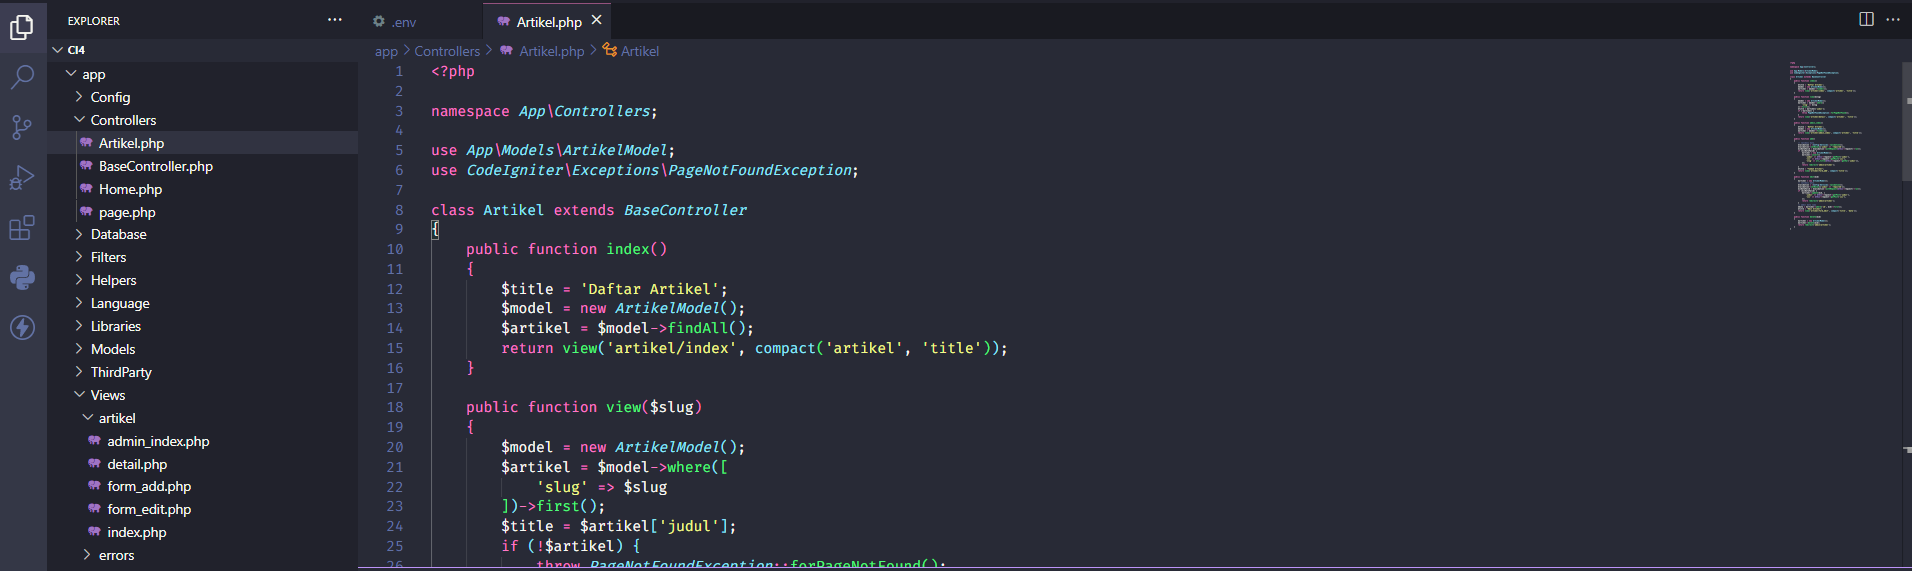 EXPLORER
CI4
app
Config
Controllers
Artikel.php
BaseController.php
Home.php
page.php
Database
Filters
Helpers
Language
Libraries
Models
ThirdParty
Views
artikel
admin_index.php
detail.php
form_add.php
form_edit.php
index.php
errors
.env
Artikel.php
app > Controllers > Artikel.php > Artikel
1 <?php
2
3 namespace App\Controllers;
4
5 use App\Models\ArtikelModel;
6 use CodeIgniter\Exceptions\PageNotFoundException;
7
8 class Artikel extends BaseController
9 {
10 public function index()
11 {
12 $title = 'Daftar Artikel';
13 $model = new ArtikelModel();
14 $artikel = $model->findAll();
15 return view('artikel/index', compact('artikel', 'title'));
16 }
17
18 public function view($slug)
19 {
20 $model = new ArtikelModel();
21 $artikel = $model->where([
22 'slug' => $slug
23 ])->first();
24 $title = $artikel['judul'];
25 if (!$artikel) {
26 throw PageNotFoundException::forPageNotFound();